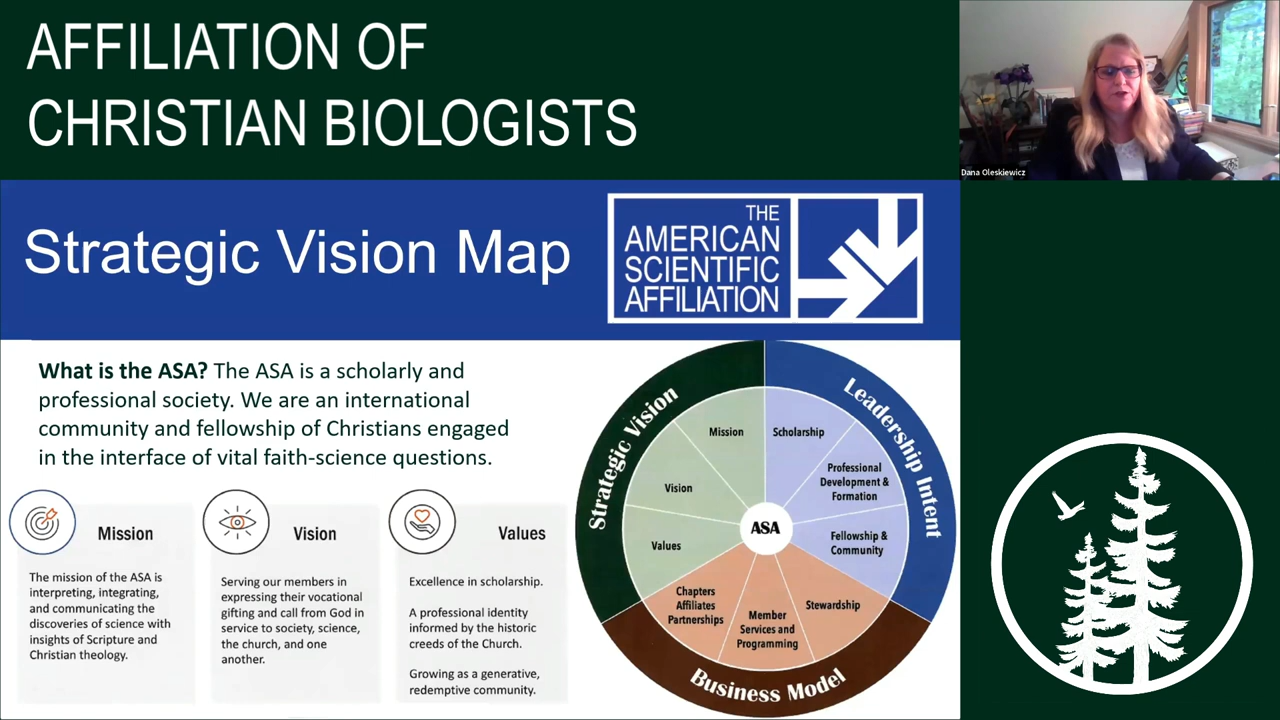 AFFILIATION OF
CHRISTIAN BIOLOGISTS
Dana Oleskiewicz
Strategic Vision Map
THE
AMERICAN
SCIENTIFIC
AFFILIATION
What is the ASA? The ASA is a scholarly and
professional society. We are an international
community and fellowship of Christians engaged
in the interface of vital faith-science questions.
Mission
The mission of the ASA is
interpreting, integrating,
and communicating the
discoveries of science with
insights of Scripture and
Christian theology.
Vision
Serving our members in
expressing their vocational
gifting and call from God in
service to society, science,
the church, and one
another.
Values
Excellence in scholarship.
A professional identity
informed by the historic
creeds of the Church.
Growing as a generative,
redemptive community.
Strategic Vision
Mission
Vision
Values
Leadership Intent
Scholarship
Professional
Development &
Formation
Fellowship &
Community
ASA
Chapters
Affiliates
Partnerships
Member
Services and
Programming
Stewardship
Business Model